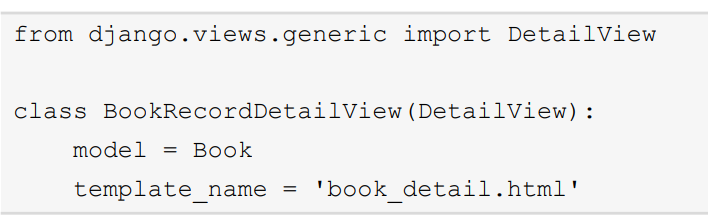 from django.views.generic import DetailView
class BookRecordDetailView(DetailView):
    model = Book
    template_name = 'book_detail.html'